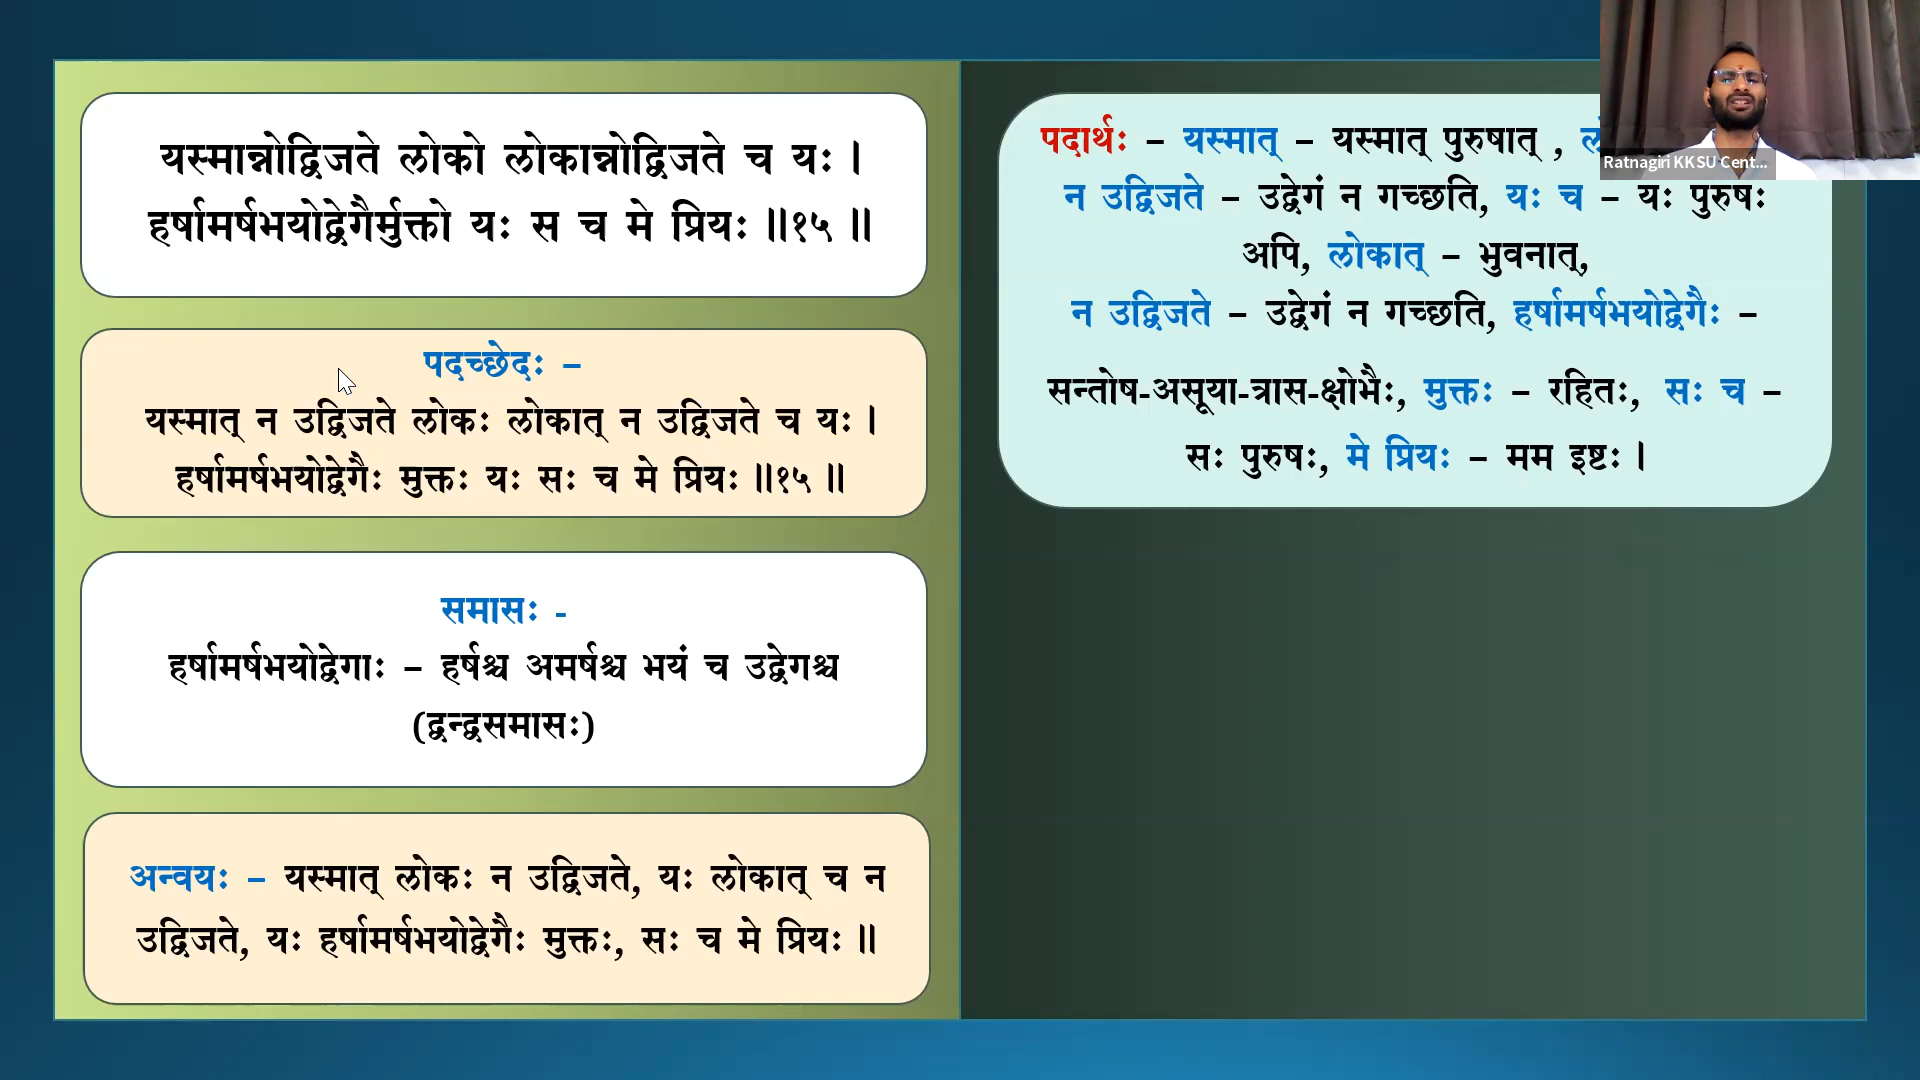 यस्मान्नोद्विजते लोको लोकान्नोद्विजते च यः ।
हर्षामर्षभयोद्वेगैर्मुक्तो यः स च मे प्रियः ॥१५ ॥
पदच्छेदः –
यस्मात् न उद्विजते लोकः लोकात् न उद्विजते च यः ।
हर्षामर्षभयोद्वेगैः मुक्तः यः सः च मे प्रियः ॥१५ ॥
समासः -
हर्षामर्षभयोद्वेगाः – हर्षश्च अमर्षश्च भयं च उद्वेगश्च
(द्वन्द्वसमासः)
अन्वयः – यस्मात् लोकः न उद्विजते, यः लोकात् च न
उद्विजते, यः हर्षामर्षभयोद्वेगैः मुक्तः, सः च मे प्रियः ॥
पदार्थः – यस्मात् – यस्मात् पुरुषात् ,
न उद्विजते – उद्वेगं न गच्छति, यः च – यः पुरुषः
अपि, लोकात् – भुवनात्,
न उद्विजते – उद्वेगं न गच्छति, हर्षामर्षभयोद्वेगैः –
सन्तोष-असूया-त्रास-क्षोभैः, मुक्तः – रहितः, सः च –
सः पुरुषः, मे प्रियः – मम इष्टः ।
Ratnagiri KKSU Cent...